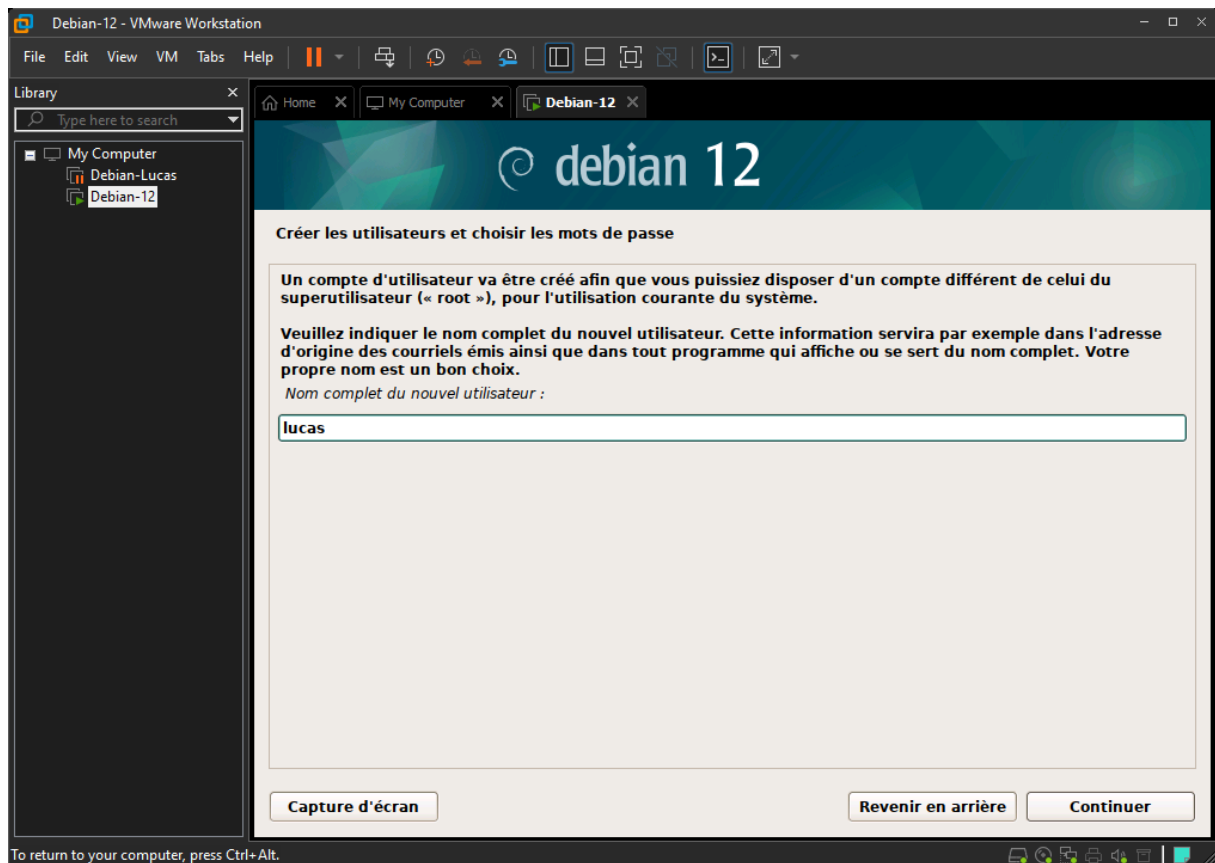 Debian-12 - VMware Workstation
File Edit View VM Tabs Help
Library
Type here to search
My Computer
Debian-Lucas
Debian-12
Home My Computer Debian-12
debian 12
Créer les utilisateurs et choisir les mots de passe
Un compte d'utilisateur va être créé afin que vous puissiez disposer d'un compte différent de celui du
superutilisateur (« root »), pour l'utilisation courante du système.
Veuillez indiquer le nom complet du nouvel utilisateur. Cette information servira par exemple dans l'adresse
d'origine des courriels émis ainsi que dans tout programme qui affiche ou se sert du nom complet. Votre
propre nom est un bon choix.
Nom complet du nouvel utilisateur :
lucas
Capture d'écran Revenir en arrière Continuer
To return to your computer, press Ctrl+Alt.